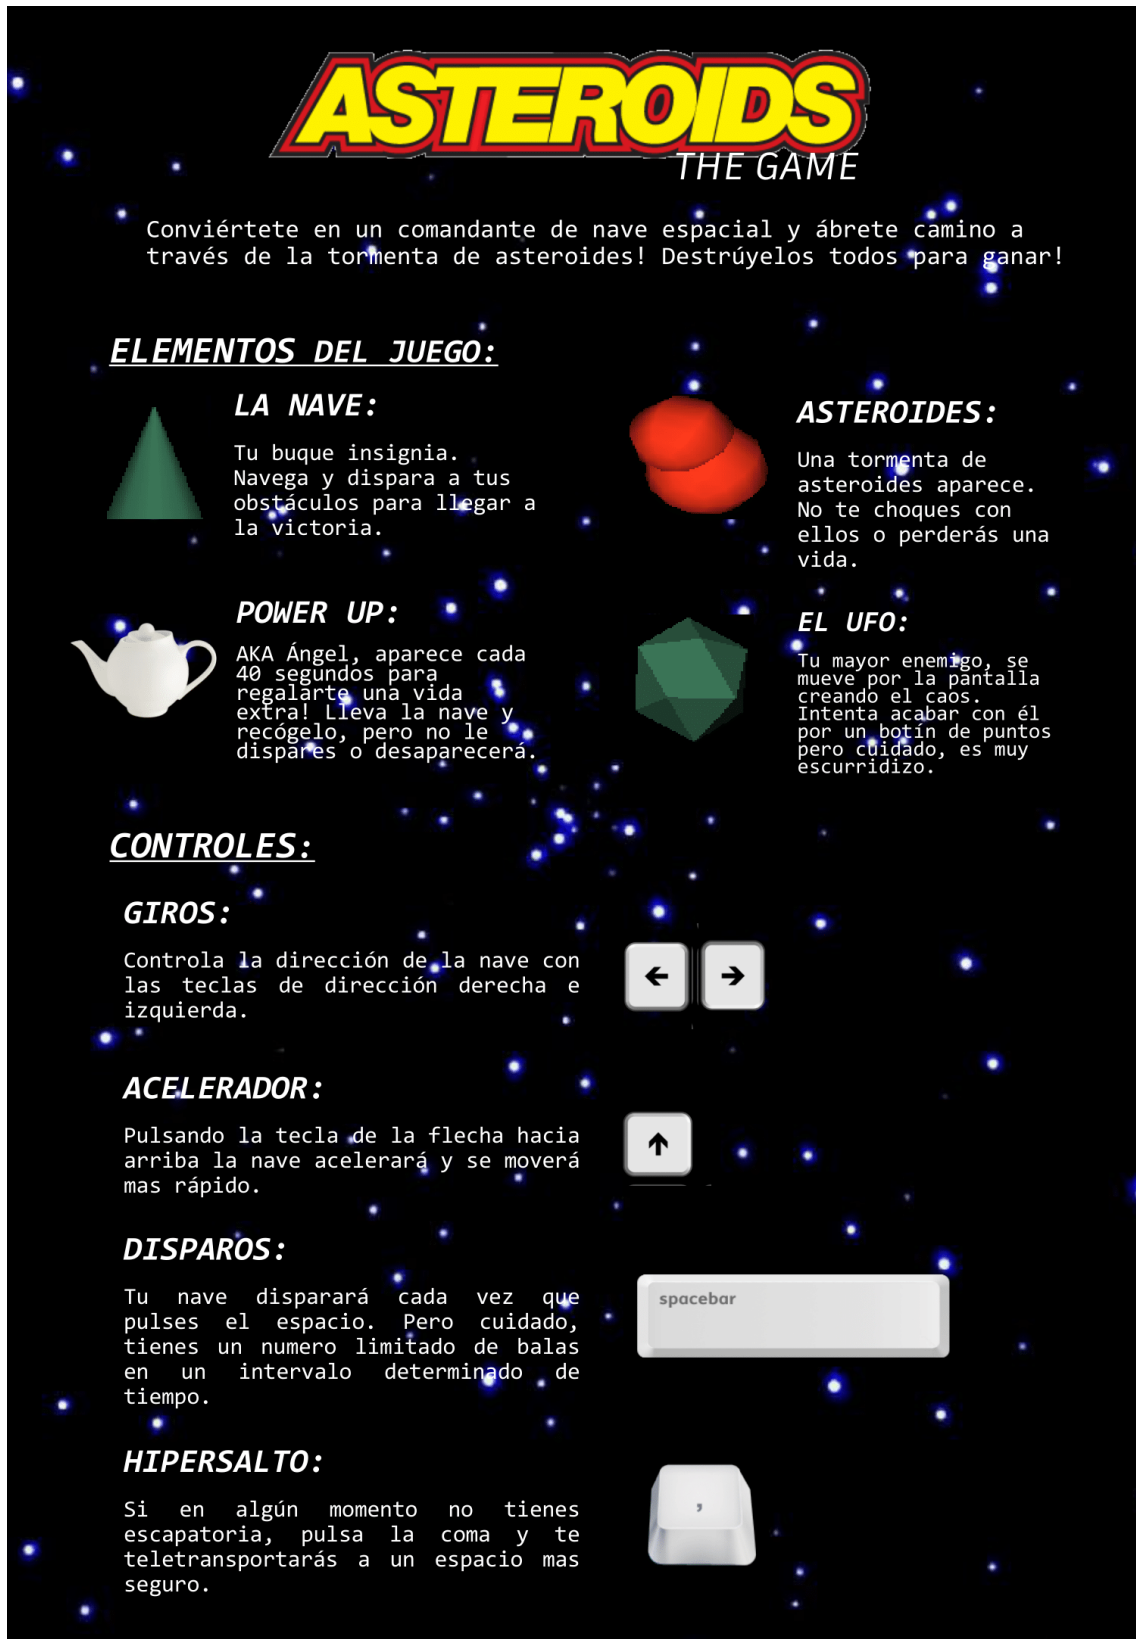 ASTEROIDS
THE GAME
Conviértete en un comandante de nave espacial y ábrete camino a
través de la tormenta de asteroides! Destrúyelos todos para ganar!
ELEMENTOS DEL JUEGO:
LA NAVE:
Tu buque insignia.
Navega y dispara a tus
obstáculos para llegar a
la victoria.
ASTEROIDES:
Una tormenta de
asteroides aparece.
No te choques con
ellos o perderás una
vida.
POWER UP:
AKA Ángel, aparece cada
40 segundos para
regalarte una vida
extra! Lleva la nave y
recógelo, pero no le
dispares o desaparecerá.
EL UFO:
Tu mayor enemigo, se
mueve por la pantalla
creando el caos.
Intenta acabar con él
por un botín de puntos
pero cuidado, es muy
escurridizo.
CONTROLES:
GIROS:
Controla la dirección de la nave con
las teclas de dirección derecha e
izquierda.
← →
ACELERADOR:
Pulsando la tecla de la flecha hacia
arriba la nave acelerará y se moverá
mas rápido.
↑
DISPAROS:
Tu nave disparará cada vez que
pulses el espacio. Pero cuidado,
tienes un numero limitado de balas
en un intervalo determinado de
tiempo.
spacebar
HIPERSALTO:
Si en algún momento no tienes
escapatoria, pulsa la coma y te
teletransportarás a un espacio mas
seguro.
,